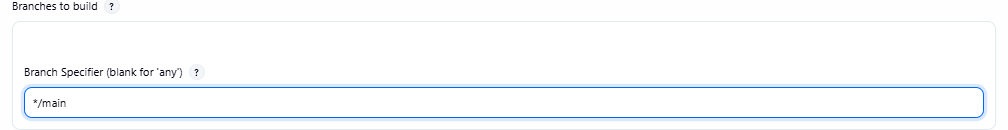 Branches to build ?
Branch Specifier (blank for 'any') ?
*/main